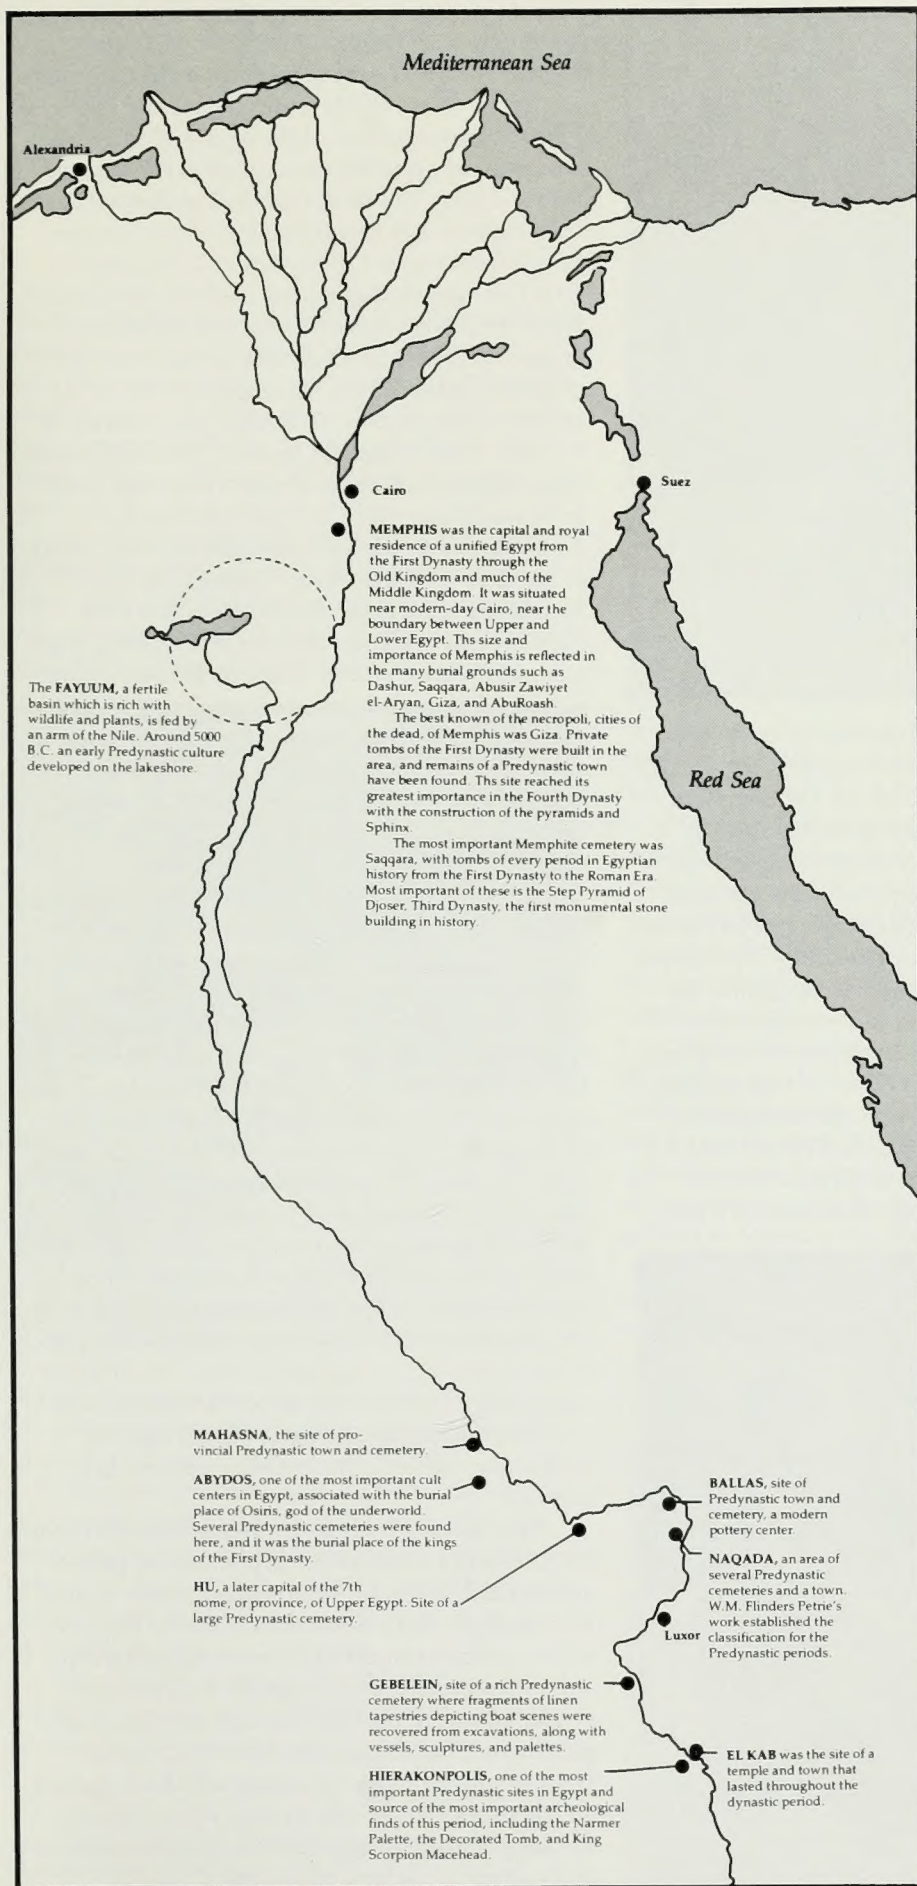 Mediterranean Sea
Alexandria
Cairo
Suez
MEMPHIS was the capital and royal
residence of a unified Egypt from
the First Dynasty through the
Old Kingdom and much of the
Middle Kingdom. It was situated
near modern-day Cairo, near the
boundary between Upper and
Lower Egypt. Ths size and
importance of Memphis is reflected in
the many burial grounds such as
Dashur, Saqqara, Abusir Zawiyet
el-Aryan, Giza, and AbuRoash.
The best known of the necropoli, cities of
the dead, of Memphis was Giza. Private
tombs of the First Dynasty were built in the
area, and remains of a Predynastic town
have been found. Ths site reached its
greatest importance in the Fourth Dynasty
with the construction of the pyramids and
Sphinx.
The most important Memphite cemetery was
Saqqara, with tombs of every period in Egyptian
history from the First Dynasty to the Roman Era.
Most important of these is the Step Pyramid of
Djoser, Third Dynasty, the first monumental stone
building in history.
The FAYUUM, a fertile
basin which is rich with
wildlife and plants, is fed by
an arm of the Nile. Around 5000
B.C. an early Predynastic culture
developed on the lakeshore.
Red Sea
MAHASNA, the site of pro-
vincial Predynastic town and cemetery.
ABYDOS, one of the most important cult
centers in Egypt, associated with the burial
place of Osiris, god of the underworld.
Several Predynastic cemeteries were found
here, and it was the burial place of the kings
of the First Dynasty.
HU, a later capital of the 7th
nome, or province, of Upper Egypt. Site of a
large Predynastic cemetery.
BALLAS, site of
Predynastic town and
cemetery, a modern
pottery center.
NAQADA, an area of
several Predynastic
cemeteries and a town.
W.M. Flinders Petrie's
work established the
classification for the
Predynastic periods.
Luxor
GEBELEIN, site of a rich Predynastic
cemetery where fragments of linen
tapestries depicting boat scenes were
recovered from excavations, along with
vessels, sculptures, and palettes.
HIERAKONPOLIS, one of the most
important Predynastic sites in Egypt and
source of the most important archeological
finds of this period, including the Narmer
Palette, the Decorated Tomb, and King
Scorpion Macehead.
EL KAB was the site of a
temple and town that
lasted throughout the
dynastic period.